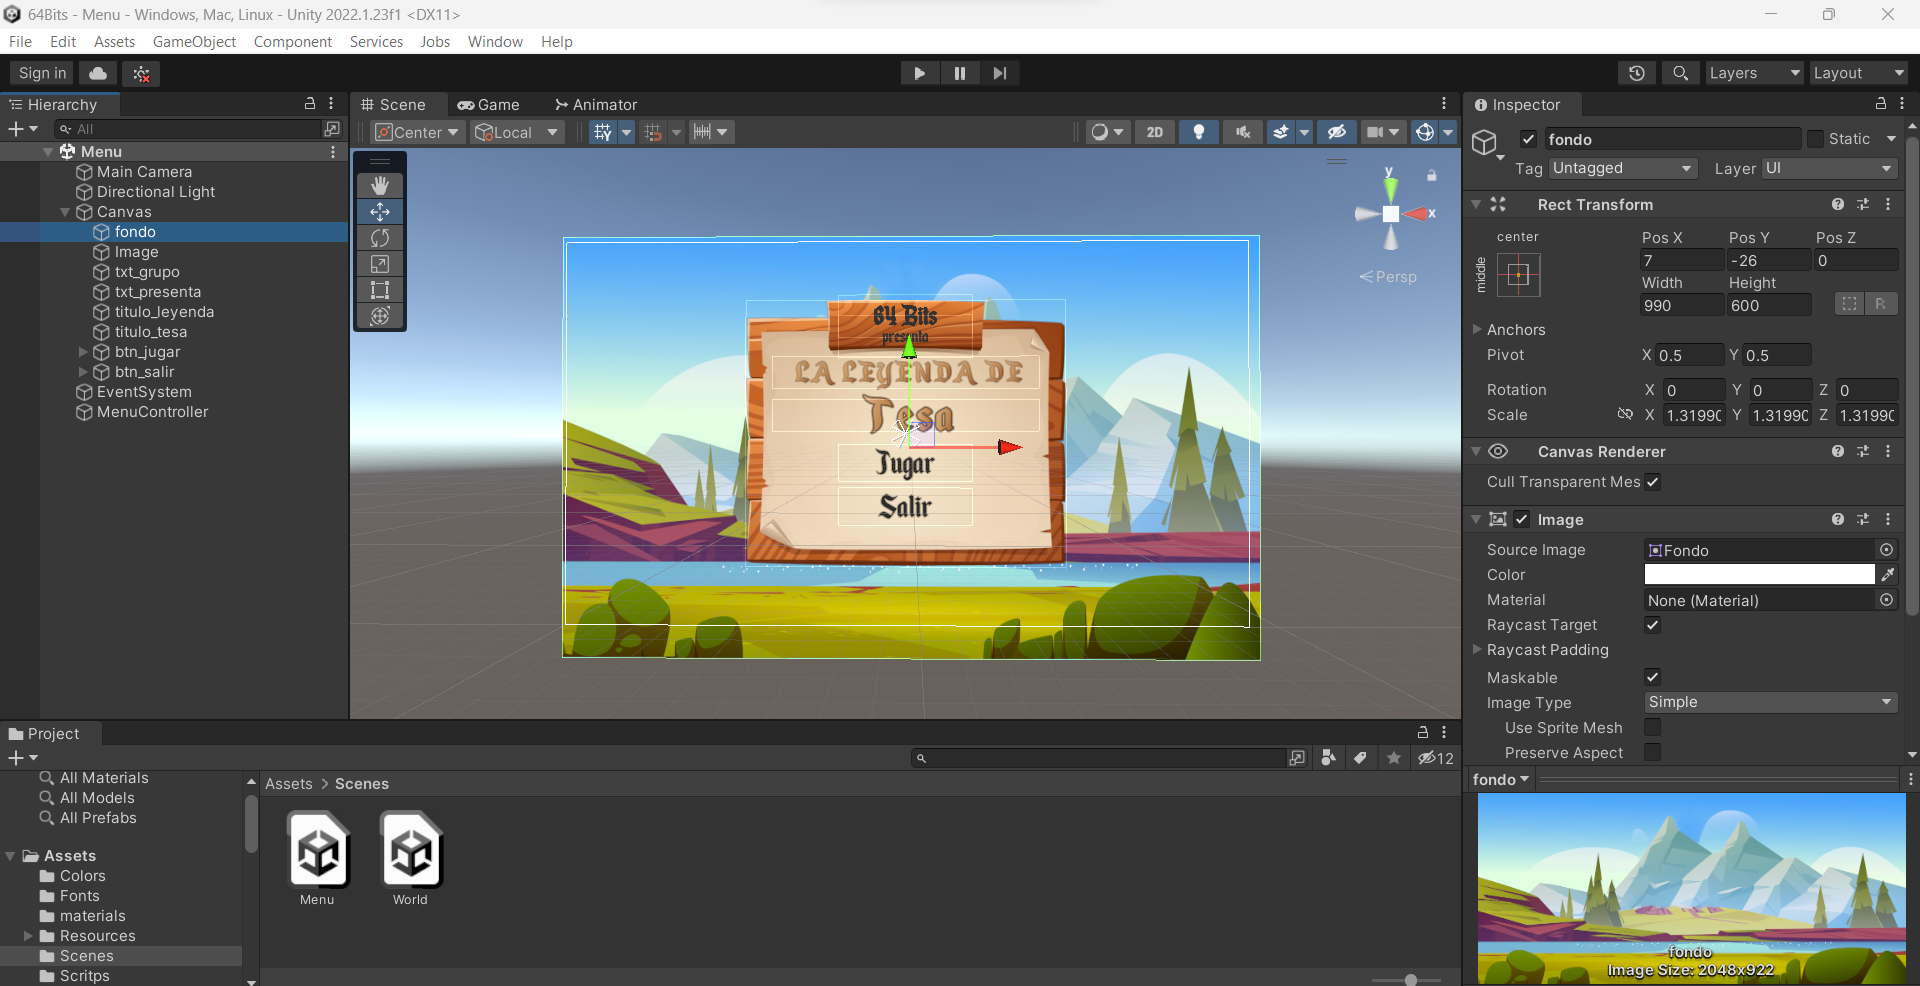 64Bits - Menu - Windows, Mac, Linux - Unity 2022.1.23f1 <DX11>
File Edit Assets GameObject Component Services Jobs Window Help
Sign in Layers Layout
Hierarchy
All
Menu
Main Camera
Directional Light
Canvas
fondo
Image
txt_grupo
txt_presenta
titulo_leyenda
titulo_tesa
btn_jugar
btn_salir
EventSystem
MenuController
Scene Game Animator
Center Local 2D
y
x
Persp
64 Bits
presenta
LA LEYENDA DE
Tesa
Jugar
Salir
Inspector
fondo Static
Tag Untagged Layer UI
Rect Transform
center
middle
Pos X Pos Y Pos Z
7 -26 0
Width Height
990 600 R
Anchors
Pivot X 0.5 Y 0.5
Rotation X 0 Y 0 Z 0
Scale X 1.3199C Y 1.3199C Z 1.3199C
Canvas Renderer
Cull Transparent Mes
Image
Source Image Fondo
Color
Material None (Material)
Raycast Target
Raycast Padding
Maskable
Image Type Simple
Use Sprite Mesh
Preserve Aspect
fondo
fondo
Image Size: 2048x922
Project
12
All Materials
All Models
All Prefabs
Assets
Colors
Fonts
materials
Resources
Scenes
Scritps
Assets > Scenes
Menu World